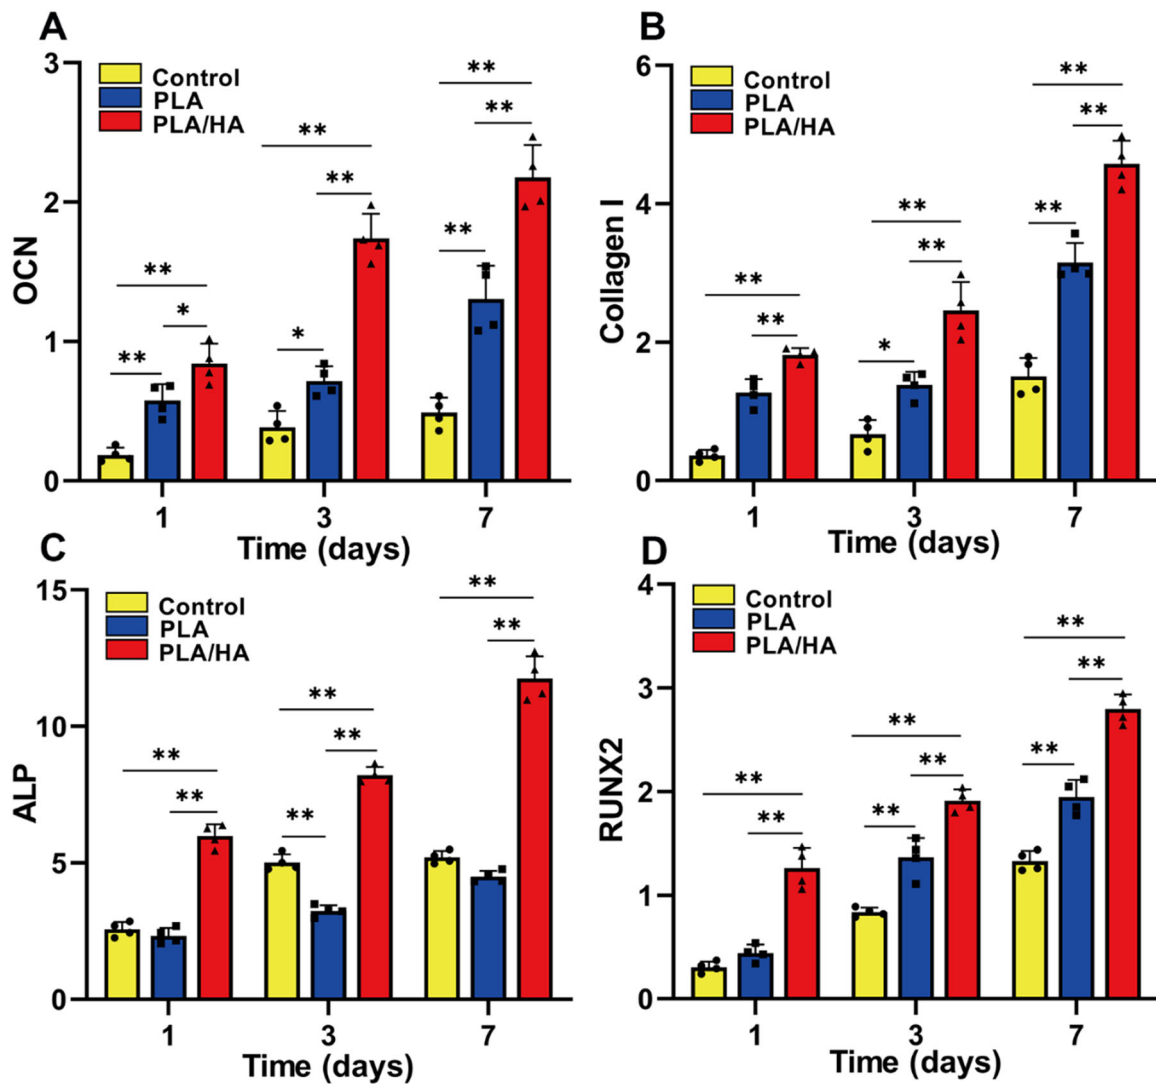 A
OCN
3
2
1
0
Control
PLA
PLA/HA
** ** *
** * **
** ** **
1 3 7
Time (days)
B
Collagen I
6
4
2
0
Control
PLA
PLA/HA
** **
** * **
** ** **
1 3 7
Time (days)
C
ALP
15
10
5
0
Control
PLA
PLA/HA
** **
** ** **
** **
1 3 7
Time (days)
D
RUNX2
4
3
2
1
0
Control
PLA
PLA/HA
** **
** ** **
** ** **
1 3 7
Time (days)